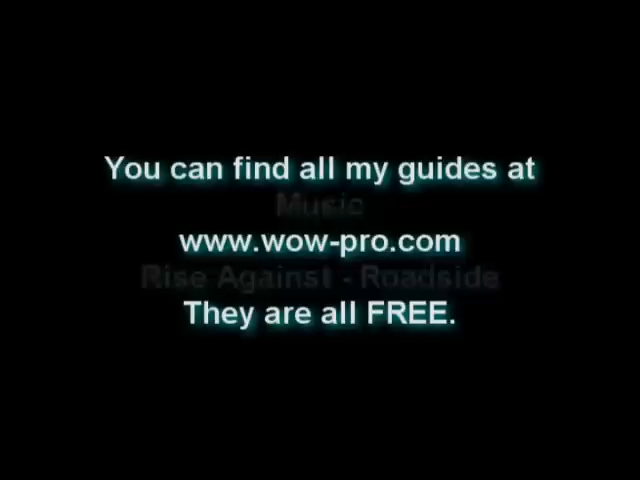 You can find all my guides at
Music
www.wow-pro.com
Rise Against - Roadside
They are all FREE.